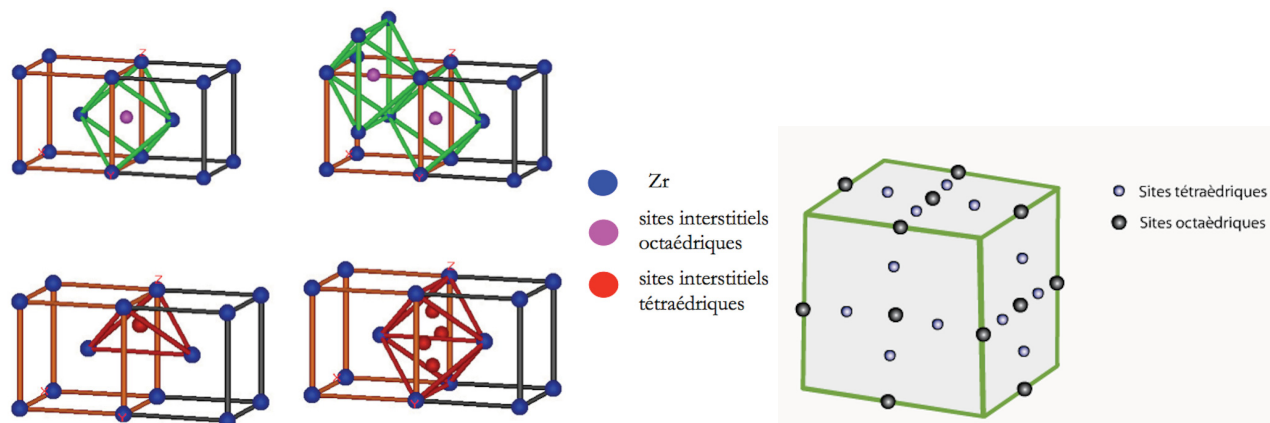 Z
X
Y
Z
X
Y
Z
X
Y
Z
X
Y
Zr
sites interstitiels
octaédriques
sites interstitiels
tétraédriques
Sites tétraèdriques
Sites octaèdriques